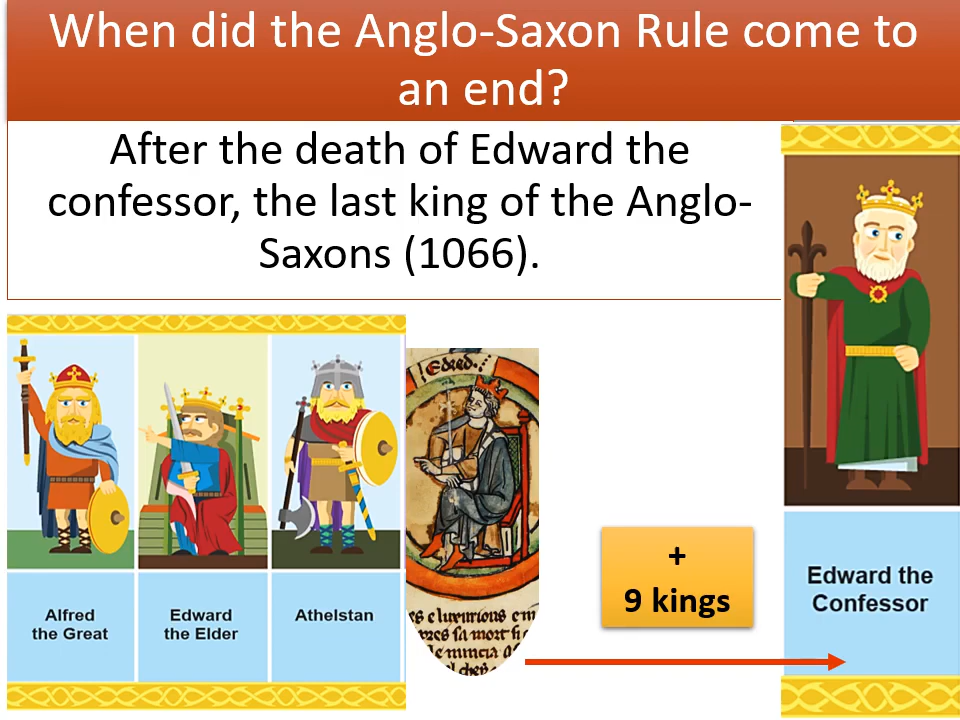 When did the Anglo-Saxon Rule come to
an end?
After the death of Edward the
confessor, the last king of the Anglo-
Saxons (1066).
Alfred
the Great
Edward
the Elder
Athelstan
+
9 kings
Edward the
Confessor